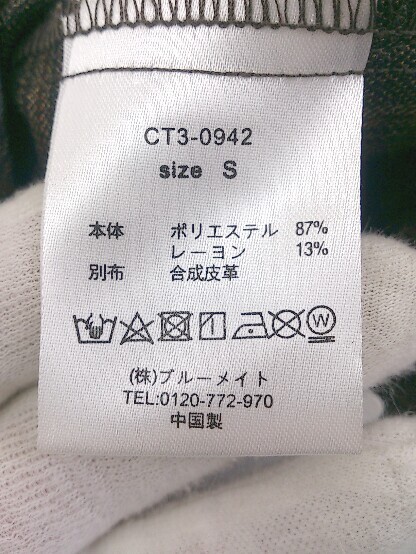 CT3-0942
size S
本体 ポリエステル 87%
レーヨン 13%
別布 合成皮革
W
(株)ブルーメイト
TEL:0120-772-970
中国製